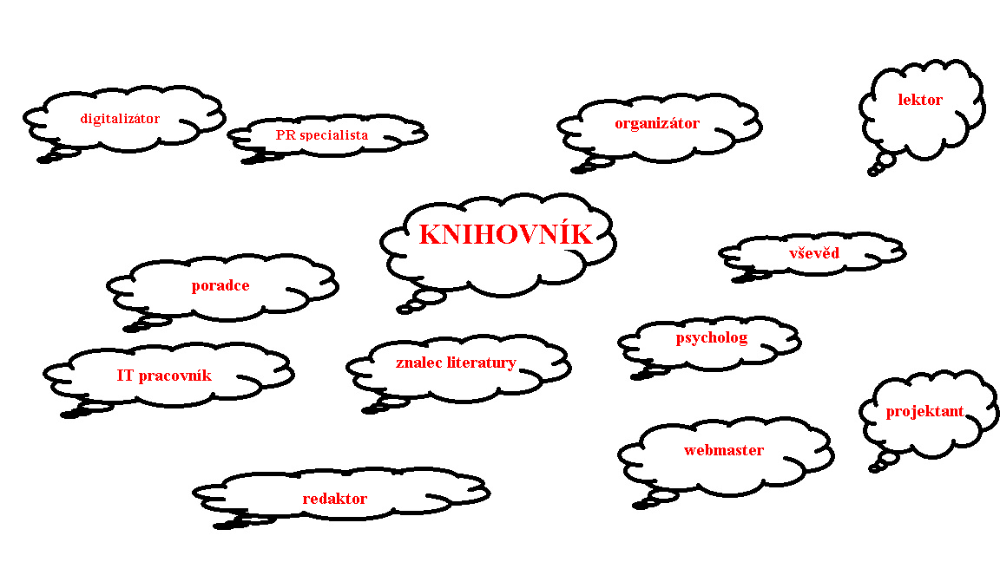 digitalizátor
PR specialista
organizátor
lektor
KNIHOVNÍK
vševěd
poradce
psycholog
IT pracovník
znalec literatury
projektant
webmaster
redaktor